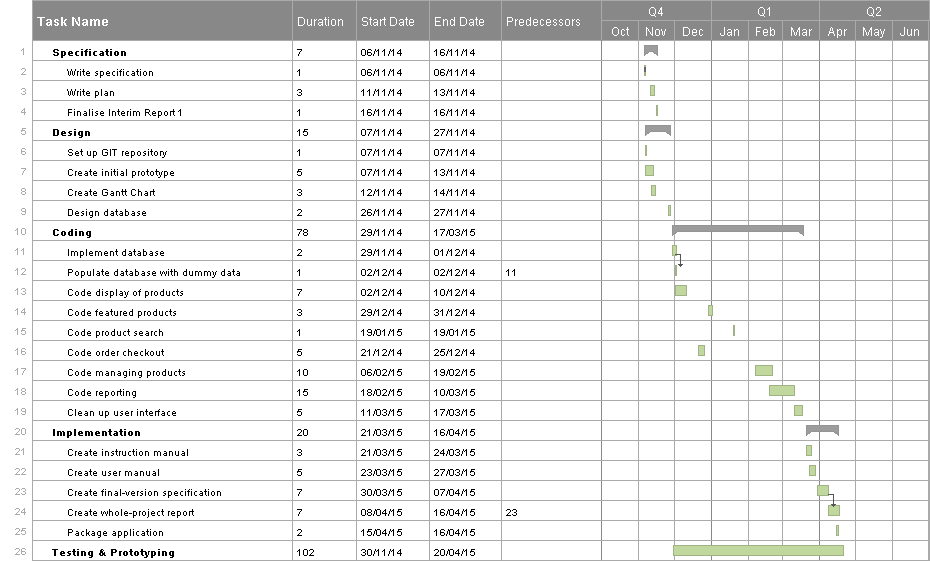 Task Name Duration Start Date End Date Predecessors Q4 Q1 Q2
Oct Nov Dec Jan Feb Mar Apr May Jun
1 Specification 7 06/11/14 16/11/14
2 Write specification 1 06/11/14 06/11/14
3 Write plan 3 11/11/14 13/11/14
4 Finalise Interim Report 1 1 16/11/14 16/11/14
5 Design 15 07/11/14 27/11/14
6 Set up GIT repository 1 07/11/14 07/11/14
7 Create initial prototype 5 07/11/14 13/11/14
8 Create Gantt Chart 3 12/11/14 14/11/14
9 Design database 2 26/11/14 27/11/14
10 Coding 78 29/11/14 17/03/15
11 Implement database 2 29/11/14 01/12/14
12 Populate database with dummy data 1 02/12/14 02/12/14 11
13 Code display of products 7 02/12/14 10/12/14
14 Code featured products 3 29/12/14 31/12/14
15 Code product search 1 19/01/15 19/01/15
16 Code order checkout 5 21/12/14 25/12/14
17 Code managing products 10 06/02/15 19/02/15
18 Code reporting 15 18/02/15 10/03/15
19 Clean up user interface 5 11/03/15 17/03/15
20 Implementation 20 21/03/15 16/04/15
21 Create instruction manual 3 21/03/15 24/03/15
22 Create user manual 5 23/03/15 27/03/15
23 Create final-version specification 7 30/03/15 07/04/15
24 Create whole-project report 7 08/04/15 16/04/15 23
25 Package application 2 15/04/15 16/04/15
26 Testing & Prototyping 102 30/11/14 20/04/15